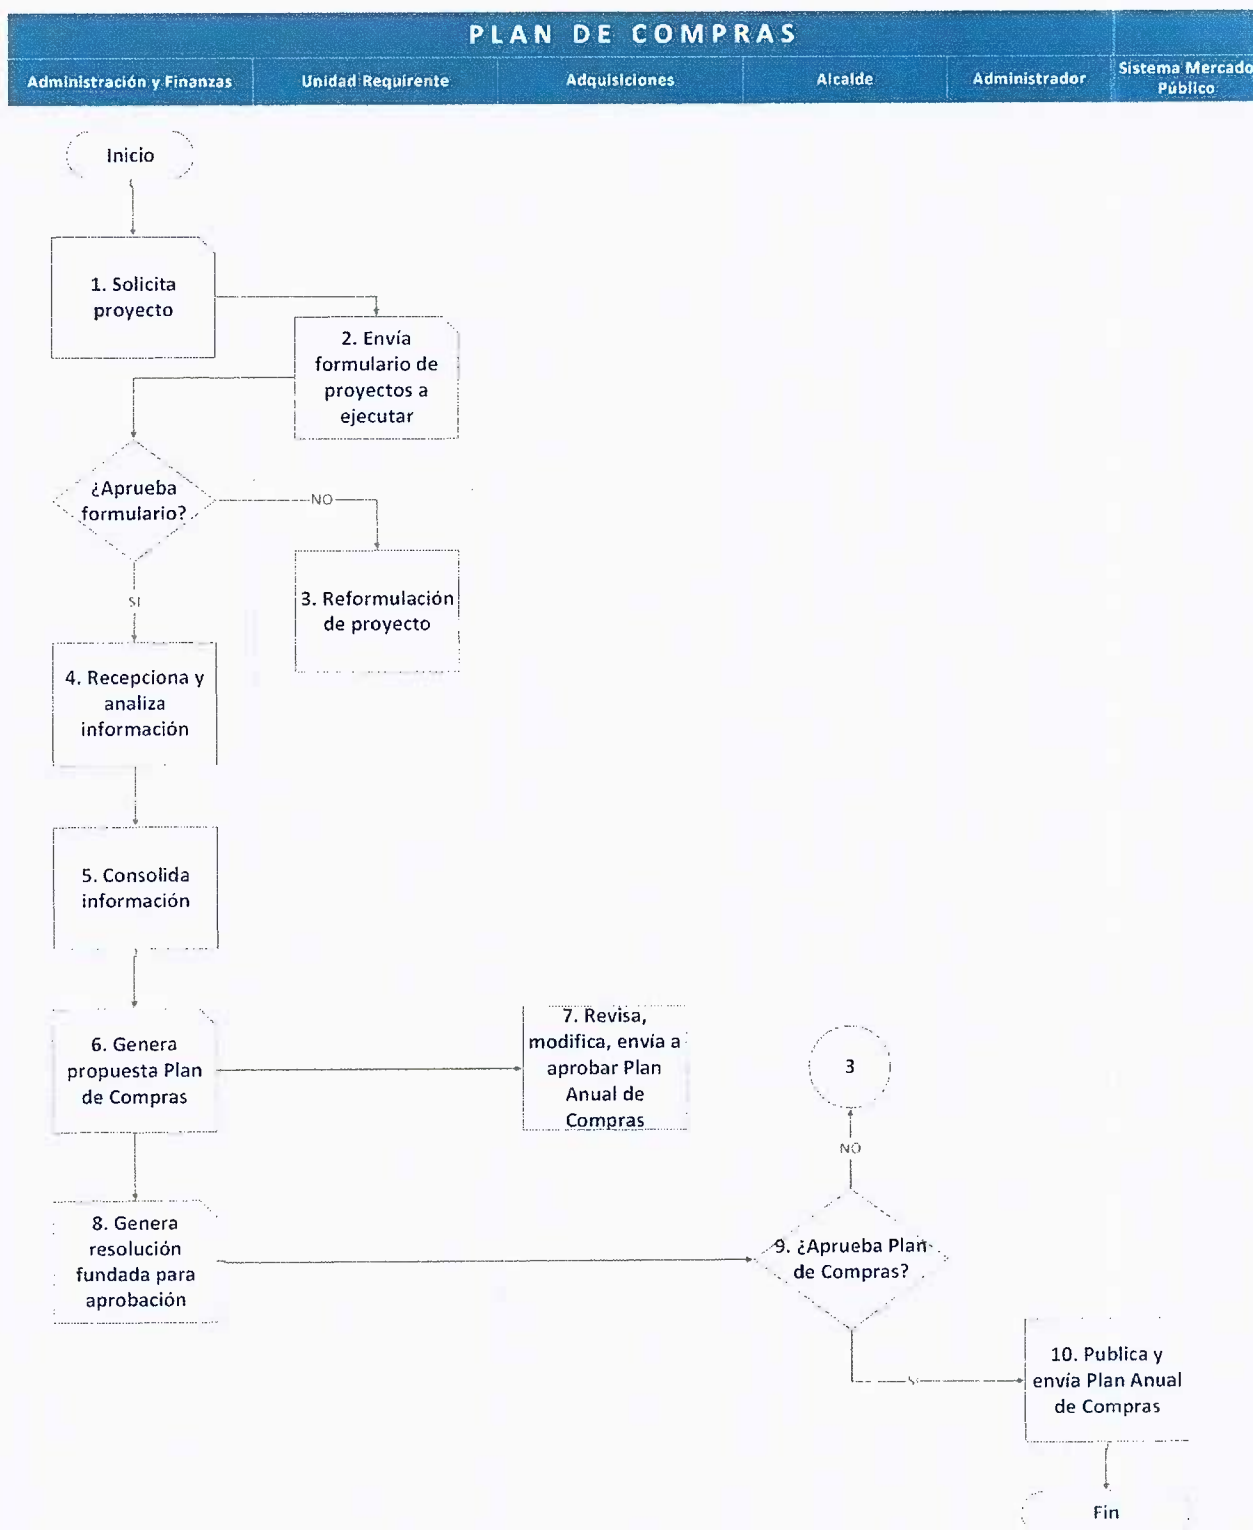 PLAN DE COMPRAS
Administración y Finanzas
Unidad Requirente
Adquisiciones
Alcalde
Administrador
Sistema Mercado
Público
Inicio
1. Solicita
proyecto
2. Envía
formulario de
proyectos a
ejecutar
¿Aprueba
formulario?
NO
3. Reformulación
de proyecto
SI
4. Recepciona y
analiza
información
5. Consolida
información
6. Genera
propuesta Plan
de Compras
7. Revisa,
modifica, envía a
aprobar Plan
Anual de
Compras
3
NO
8. Genera
resolución
fundada para
aprobación
9. ¿Aprueba Plan
de Compras?
SI
10. Publica y
envía Plan Anual
de Compras
Fin